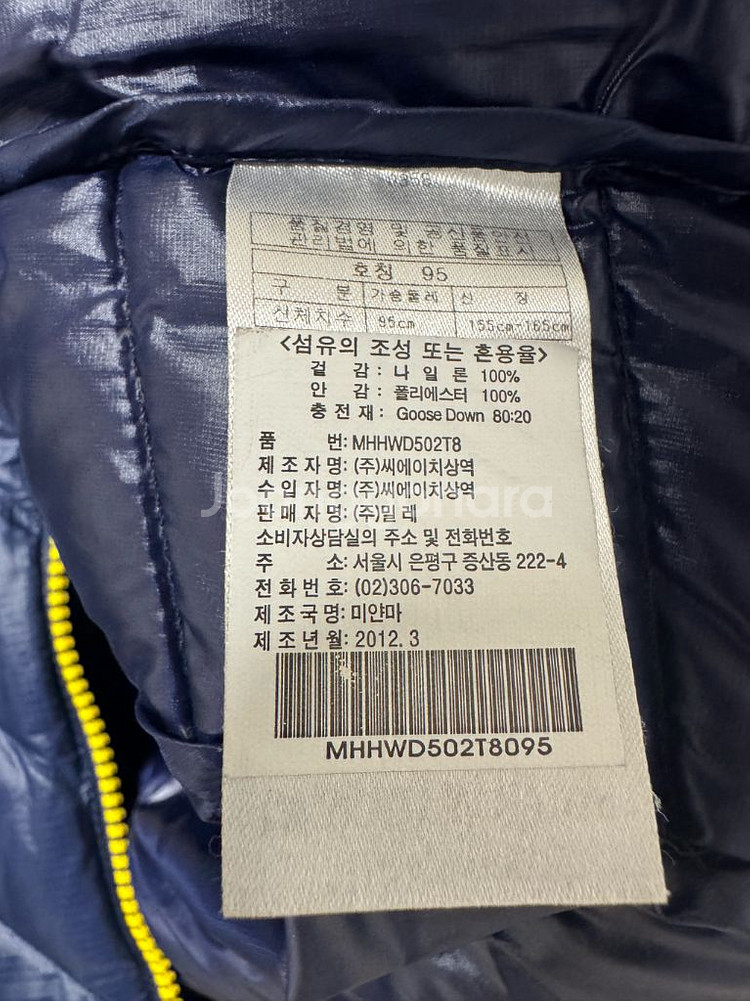 품질경영 및 공산품안전
관리법에 의한 품질표시
호칭 95
구 분 가슴둘레 신 장
신체치수 95cm 155cm-165cm
<섬유의 조성 또는 혼용율>
겉 감: 나 일 론 100%
안 감: 폴리에스터 100%
충 전 재: Goose Down 80:20
품 번: MHHWD502T8
제 조 자 명: (주)씨에이치상역
수 입 자 명: (주)씨에이치상역
판 매 자 명: (주)밀 레
소비자상담실의 주소 및 전화번호
주 소: 서울시 은평구 증산동 222-4
전 화 번 호: (02)306-7033
제 조 국 명: 미얀마
제 조 년 월: 2012. 3
MHHWD502T8095